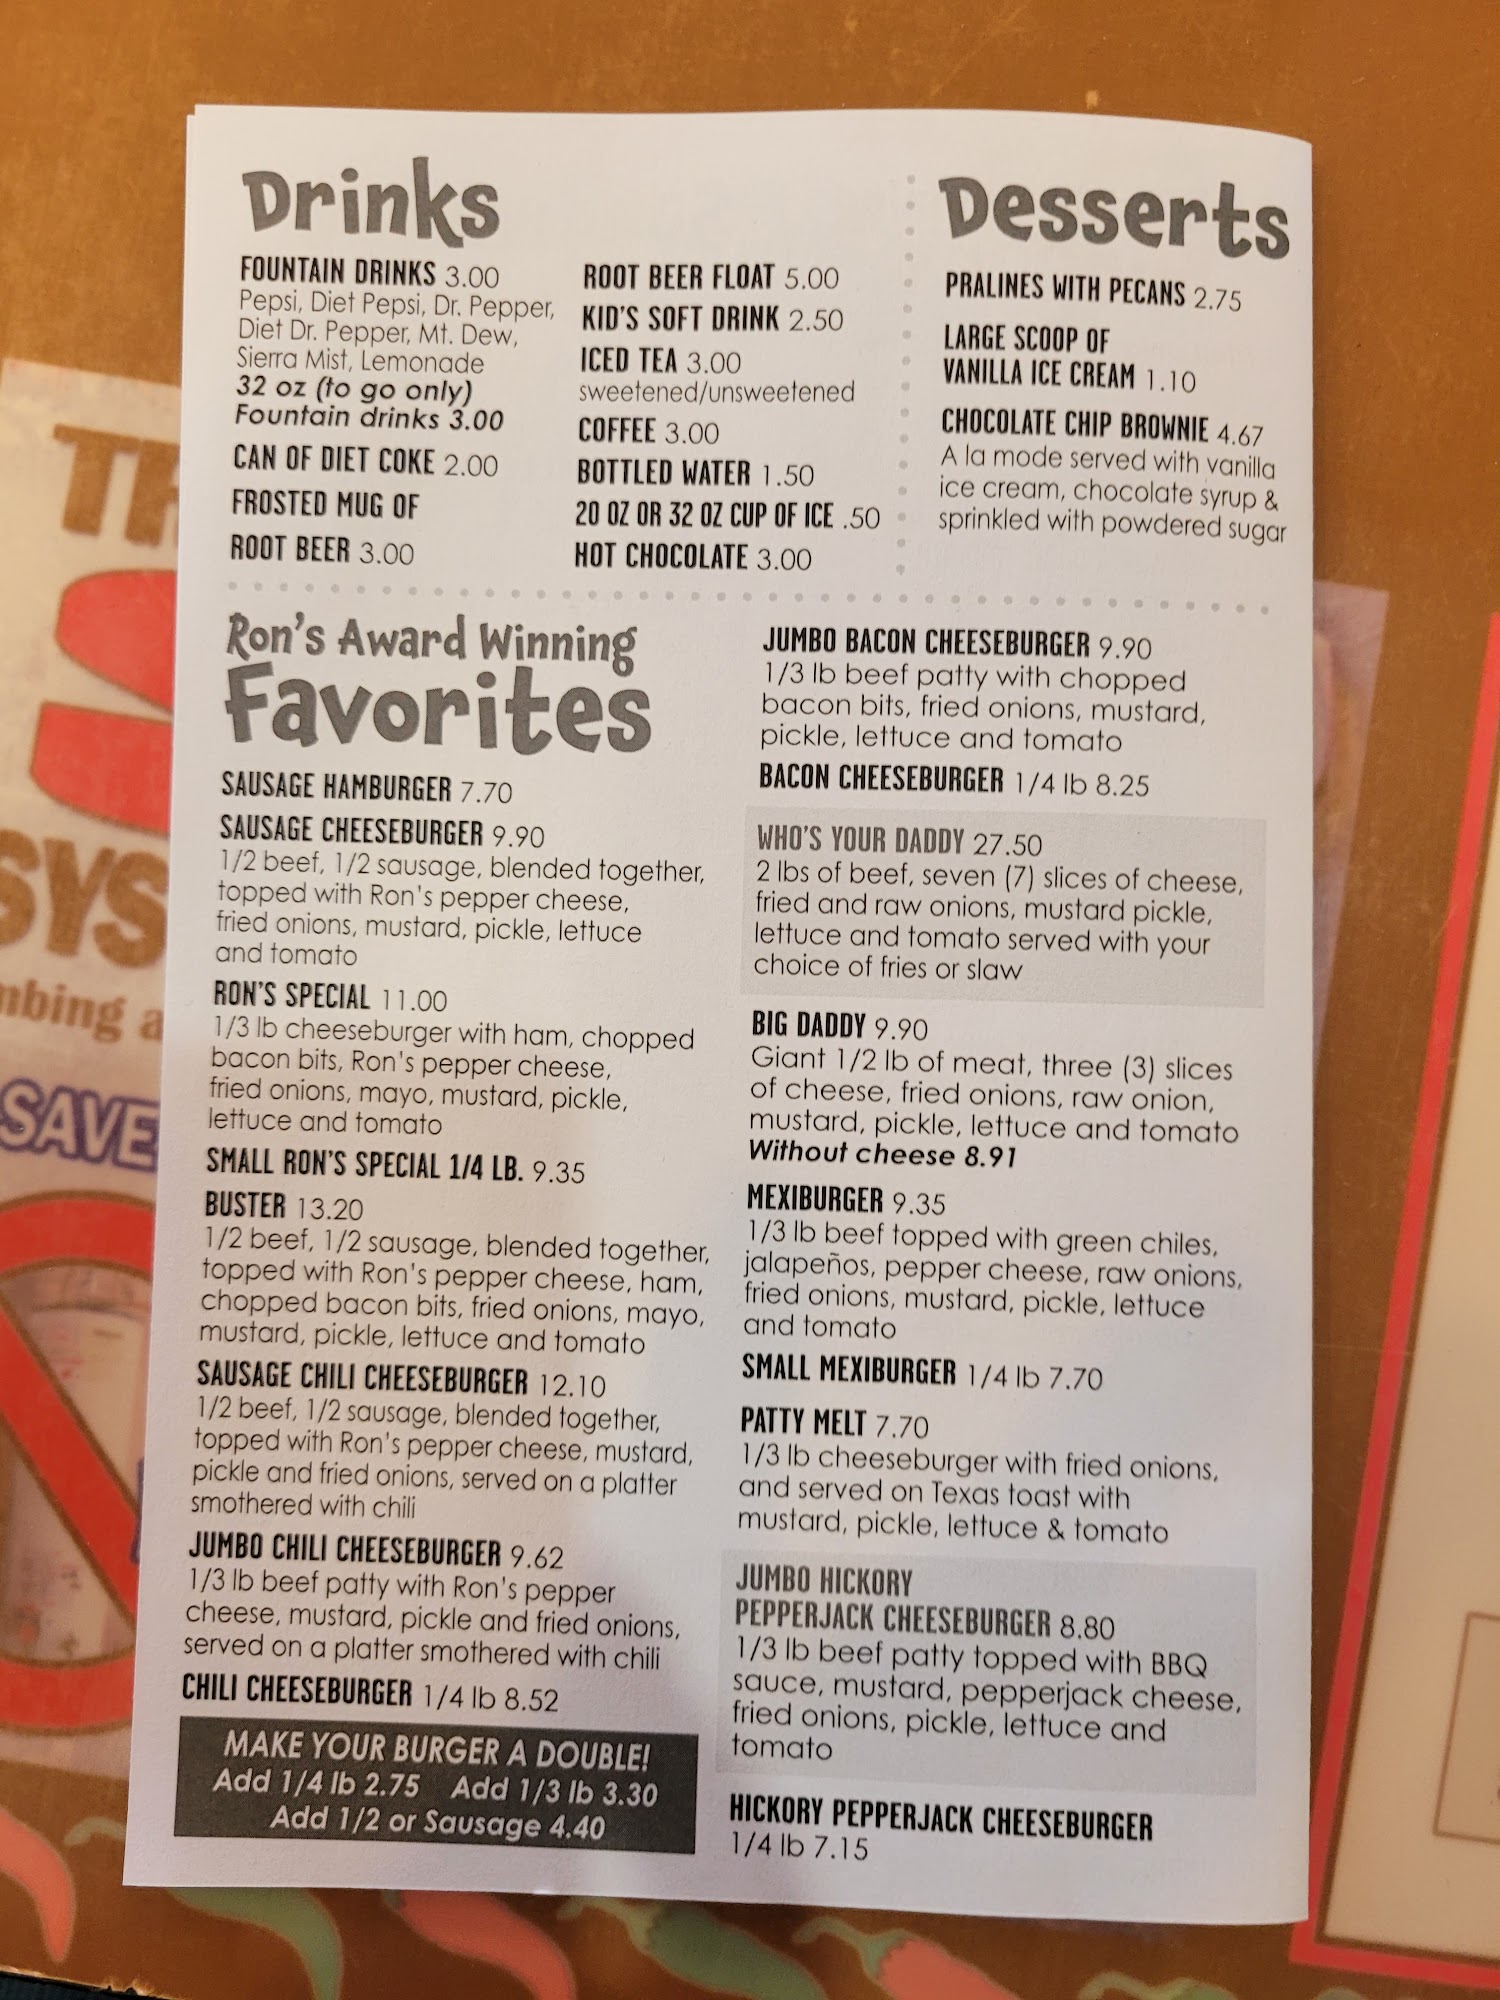 Drinks
FOUNTAIN DRINKS 3.00
Pepsi, Diet Pepsi, Dr. Pepper,
Diet Dr. Pepper, Mt. Dew,
Sierra Mist, Lemonade
32 oz (to go only)
Fountain drinks 3.00
CAN OF DIET COKE 2.00
FROSTED MUG OF
ROOT BEER 3.00
ROOT BEER FLOAT 5.00
KID'S SOFT DRINK 2.50
ICED TEA 3.00
sweetened/unsweetened
COFFEE 3.00
BOTTLED WATER 1.50
20 OZ OR 32 OZ CUP OF ICE .50
HOT CHOCOLATE 3.00
Desserts
PRALINES WITH PECANS 2.75
LARGE SCOOP OF
VANILLA ICE CREAM 1.10
CHOCOLATE CHIP BROWNIE 4.67
A la mode served with vanilla
ice cream, chocolate syrup &
sprinkled with powdered sugar
Ron's Award Winning
Favorites
SAUSAGE HAMBURGER 7.70
SAUSAGE CHEESEBURGER 9.90
1/2 beef, 1/2 sausage, blended together,
topped with Ron's pepper cheese,
fried onions, mustard, pickle, lettuce
and tomato
RON'S SPECIAL 11.00
1/3 lb cheeseburger with ham, chopped
bacon bits, Ron's pepper cheese,
fried onions, mayo, mustard, pickle,
lettuce and tomato
SMALL RON'S SPECIAL 1/4 LB. 9.35
BUSTER 13.20
1/2 beef, 1/2 sausage, blended together,
topped with Ron's pepper cheese, ham,
chopped bacon bits, fried onions, mayo,
mustard, pickle, lettuce and tomato
SAUSAGE CHILI CHEESEBURGER 12.10
1/2 beef, 1/2 sausage, blended together,
topped with Ron's pepper cheese, mustard,
pickle and fried onions, served on a platter
smothered with chili
JUMBO CHILI CHEESEBURGER 9.62
1/3 lb beef patty with Ron's pepper
cheese, mustard, pickle and fried onions,
served on a platter smothered with chili
CHILI CHEESEBURGER 1/4 lb 8.52
MAKE YOUR BURGER A DOUBLE!
Add 1/4 lb 2.75 Add 1/3 lb 3.30
Add 1/2 or Sausage 4.40
JUMBO BACON CHEESEBURGER 9.90
1/3 lb beef patty with chopped
bacon bits, fried onions, mustard,
pickle, lettuce and tomato
BACON CHEESEBURGER 1/4 lb 8.25
WHO'S YOUR DADDY 27.50
2 lbs of beef, seven (7) slices of cheese,
fried and raw onions, mustard pickle,
lettuce and tomato served with your
choice of fries or slaw
BIG DADDY 9.90
Giant 1/2 lb of meat, three (3) slices
of cheese, fried onions, raw onion,
mustard, pickle, lettuce and tomato
Without cheese 8.91
MEXIBURGER 9.35
1/3 lb beef topped with green chiles,
jalapeños, pepper cheese, raw onions,
fried onions, mustard, pickle, lettuce
and tomato
SMALL MEXIBURGER 1/4 lb 7.70
PATTY MELT 7.70
1/3 lb cheeseburger with fried onions,
and served on Texas toast with
mustard, pickle, lettuce & tomato
JUMBO HICKORY
PEPPERJACK CHEESEBURGER 8.80
1/3 lb beef patty topped with BBQ
sauce, mustard, pepperjack cheese,
fried onions, pickle, lettuce and
tomato
HICKORY PEPPERJACK CHEESEBURGER
1/4 lb 7.15
SAVE